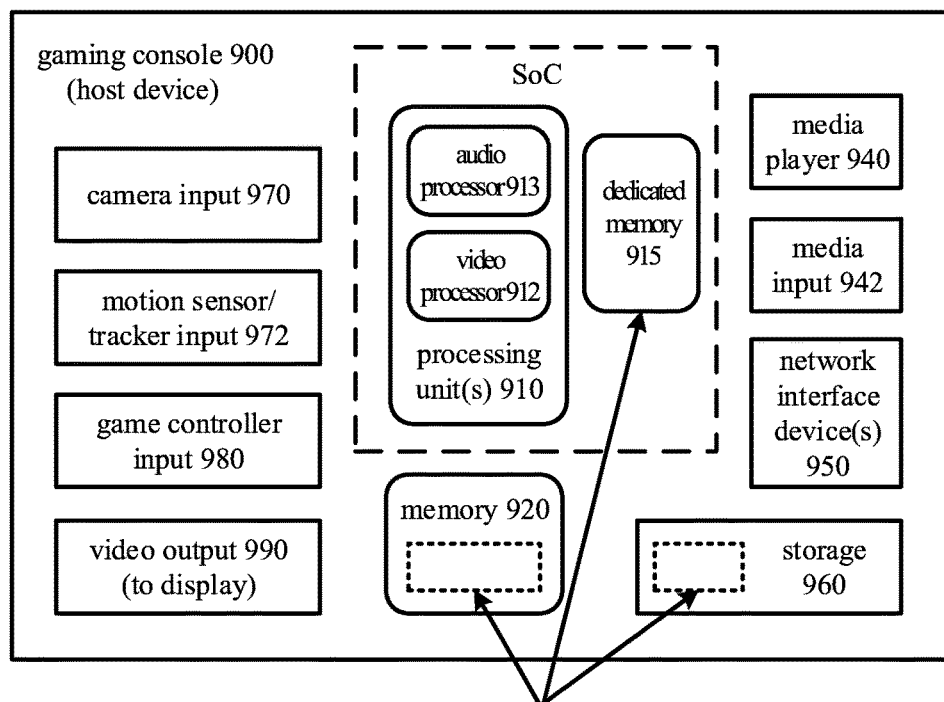 gaming console 900
(host device)
SoC
audio
processor913
video
processor912
processing
unit(s) 910
dedicated
memory
915
media
player 940
media
input 942
network
interface
device(s)
950
camera input 970
motion sensor/
tracker input 972
game controller
input 980
video output 990
(to display)
memory 920
storage
960